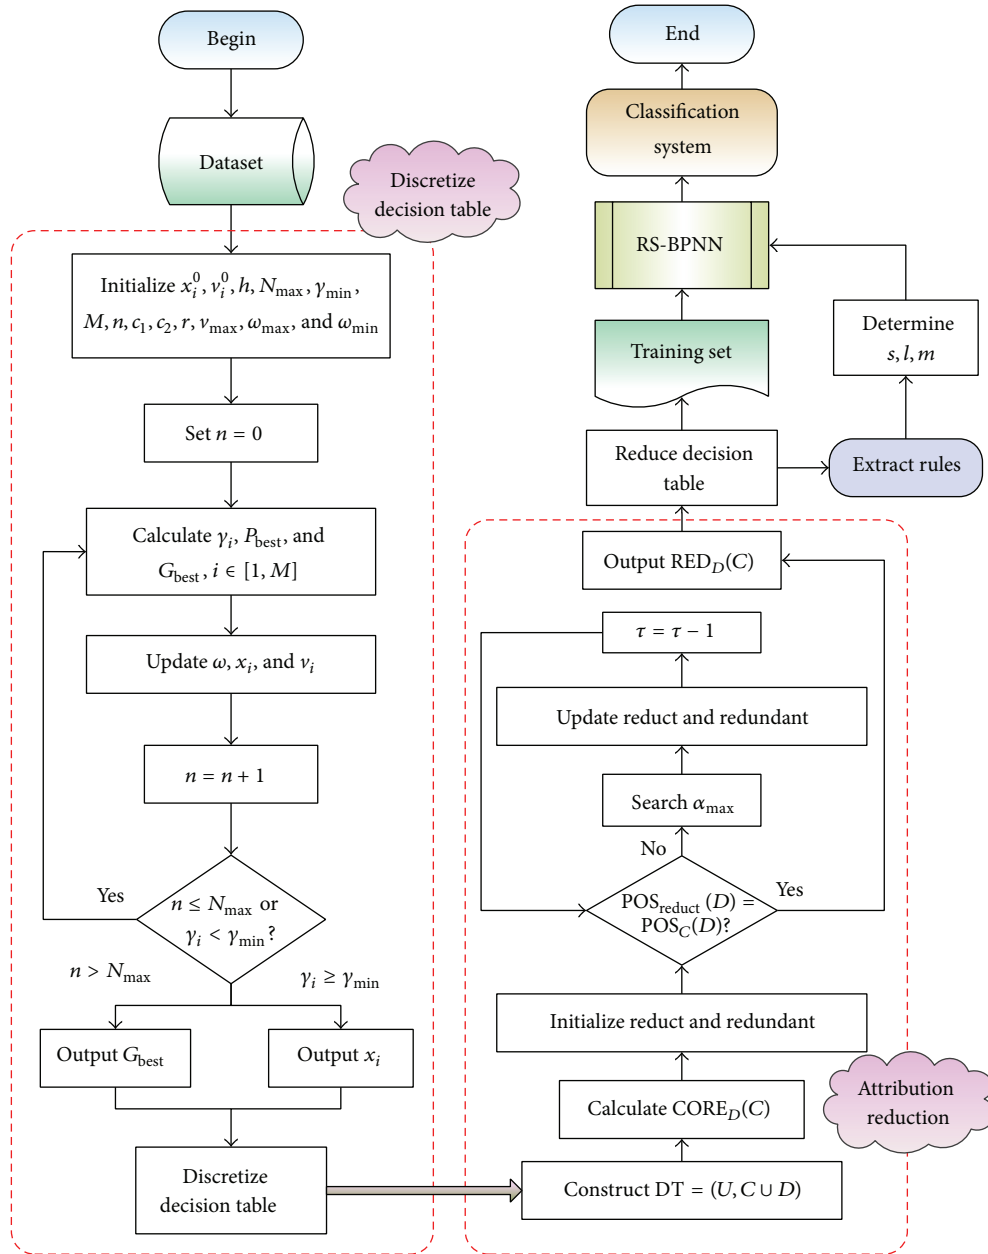 Begin
Dataset
Discretize
decision table
Initialize x_i^0, v_i^0, h, N_max, γ_min,
M, n, c_1, c_2, r, v_max, ω_max, and ω_min
Set n = 0
Calculate γ_i, P_best, and
G_best, i ∈ [1, M]
Update ω, x_i, and v_i
n = n + 1
Yes
n ≤ N_max or
γ_i < γ_min?
n > N_max
γ_i ≥ γ_min
Output G_best
Output x_i
Discretize
decision table
End
Classification
system
RS-BPNN
Training set
Determine
s, l, m
Reduce decision
table
Extract rules
Output RED_D(C)
τ = τ − 1
Update reduct and redundant
Search α_max
No
POS_reduct (D) =
POS_C(D)?
Yes
Initialize reduct and redundant
Calculate CORE_D(C)
Attribution
reduction
Construct DT = (U, C ∪ D)